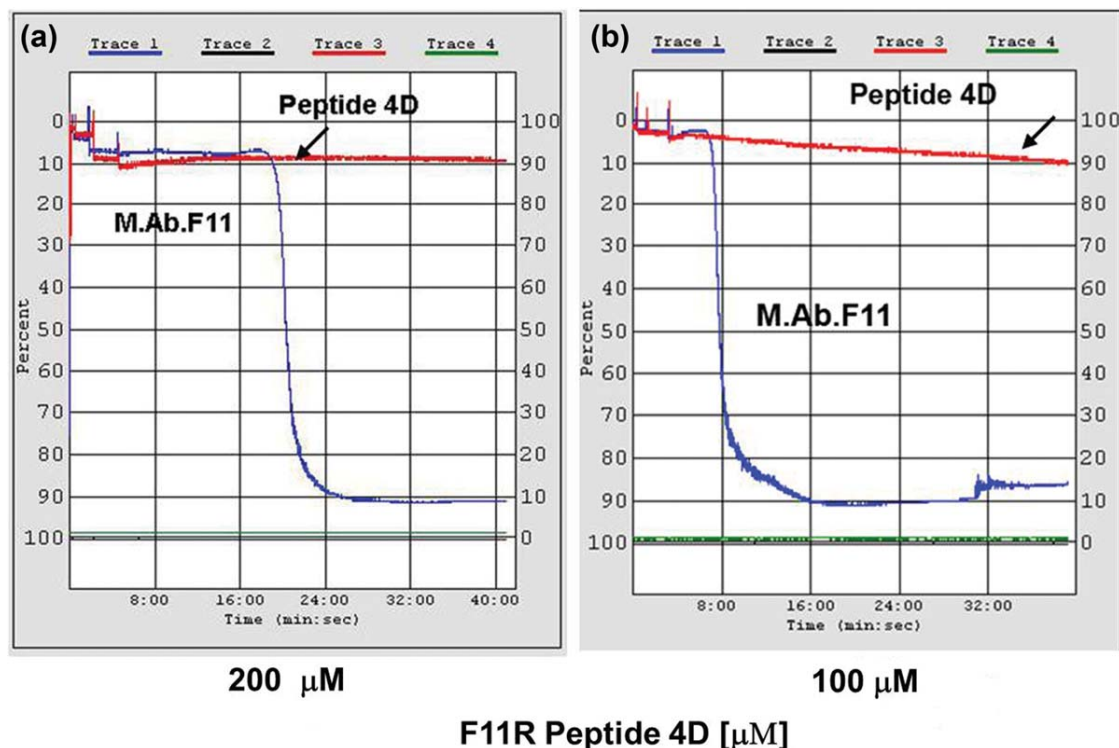 (a)
Trace 1 Trace 2 Trace 3 Trace 4
Peptide 4D
M.Ab.F11
Percent
0 10 20 30 40 50 60 70 80 90 100
100 90 80 70 60 50 40 30 20 10 0
8:00 16:00 24:00 32:00 40:00
Time (min:sec)
200 μM
(b)
Trace 1 Trace 2 Trace 3 Trace 4
Peptide 4D
M.Ab.F11
Percent
0 10 20 30 40 50 60 70 80 90 100
100 90 80 70 60 50 40 30 20 10 0
8:00 16:00 24:00 32:00
Time (min:sec)
100 μM
F11R Peptide 4D [μM]